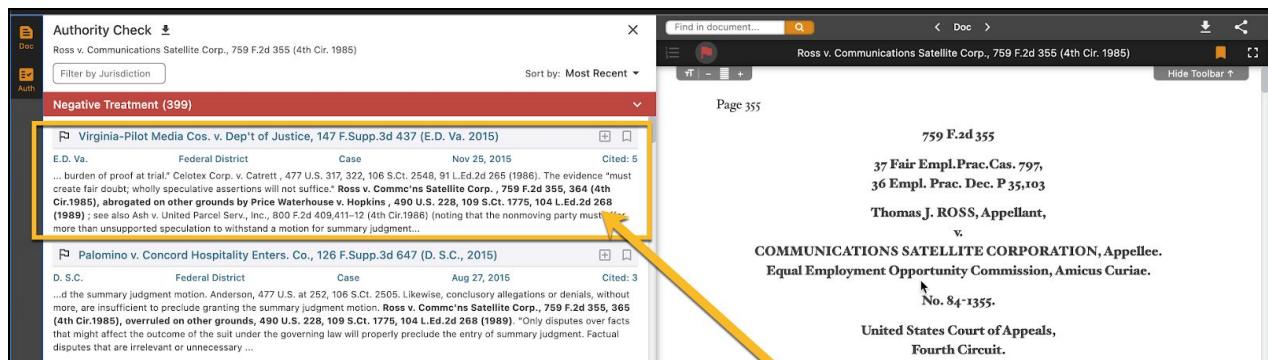 Doc
Auth
Authority Check
Ross v. Communications Satellite Corp., 759 F.2d 355 (4th Cir. 1985)
Filter by Jurisdiction
Sort by: Most Recent
Negative Treatment (399)
Virginia-Pilot Media Cos. v. Dep't of Justice, 147 F.Supp.3d 437 (E.D. Va. 2015)
E.D. Va. Federal District Case Nov 25, 2015 Cited: 5
... burden of proof at trial." Celotex Corp. v. Catrett , 477 U.S. 317, 322, 106 S.Ct. 2548, 91 L.Ed.2d 265 (1986). The evidence "must
create fair doubt; wholly speculative assertions will not suffice." Ross v. Commc'ns Satellite Corp. , 759 F.2d 355, 364 (4th
Cir.1985), abrogated on other grounds by Price Waterhouse v. Hopkins , 490 U.S. 228, 109 S.Ct. 1775, 104 L.Ed.2d 268
(1989) ; see also Ash v. United Parcel Serv., Inc., 800 F.2d 409,411–12 (4th Cir.1986) (noting that the nonmoving party must
more than unsupported speculation to withstand a motion for summary judgment...
Palomino v. Concord Hospitality Enters. Co., 126 F.Supp.3d 647 (D. S.C., 2015)
D. S.C. Federal District Case Aug 27, 2015 Cited: 3
...d the summary judgment motion. Anderson, 477 U.S. at 252, 106 S.Ct. 2505. Likewise, conclusory allegations or denials, without
more, are insufficient to preclude granting the summary judgment motion. Ross v. Commc'ns Satellite Corp., 759 F.2d 355, 365
(4th Cir.1985), overruled on other grounds, 490 U.S. 228, 109 S.Ct. 1775, 104 L.Ed.2d 268 (1989). "Only disputes over facts
that might affect the outcome of the suit under the governing law will properly preclude the entry of summary judgment. Factual
disputes that are irrelevant or unnecessary ...
Find in document...
Doc
Ross v. Communications Satellite Corp., 759 F.2d 355 (4th Cir. 1985)
Hide Toolbar ↑
Page 355
759 F.2d 355
37 Fair Empl.Prac.Cas. 797,
36 Empl. Prac. Dec. P 35,103
Thomas J. ROSS, Appellant,
v.
COMMUNICATIONS SATELLITE CORPORATION, Appellee.
Equal Employment Opportunity Commission, Amicus Curiae.
No. 84-1355.
United States Court of Appeals,
Fourth Circuit.